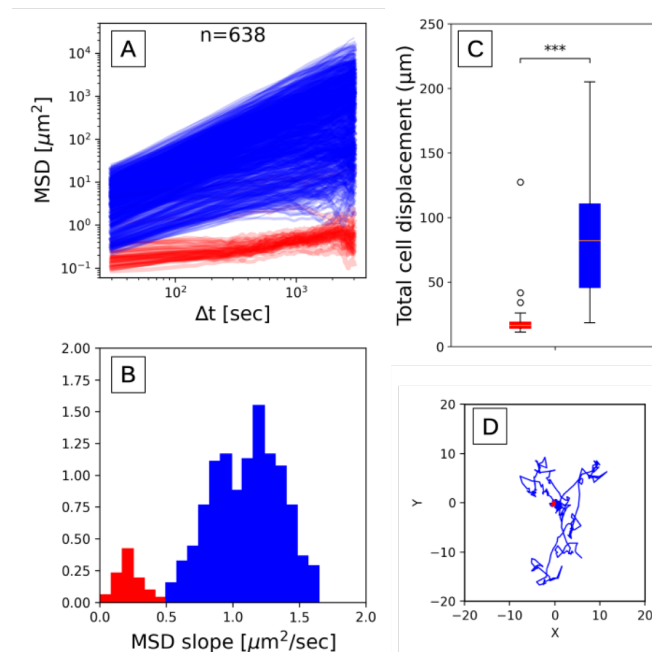 A
n=638
MSD [μm²]
10⁴
10³
10²
10¹
10⁰
10⁻¹
10² 10³
Δt [sec]
C
***
Total cell displacement (μm)
250
200
150
100
50
0
B
2.00
1.75
1.50
1.25
1.00
0.75
0.50
0.25
0.00
0.0 0.5 1.0 1.5 2.0
MSD slope [μm²/sec]
D
20
10
0
−10
−20
Y
−20 −10 0 10 20
X